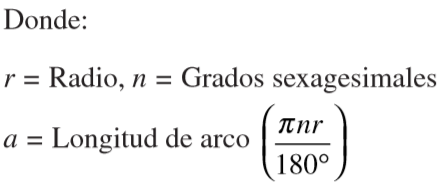 Donde:
r = Radio, n = Grados sexagesimales
a = Longitud de arco (πnr/180°)